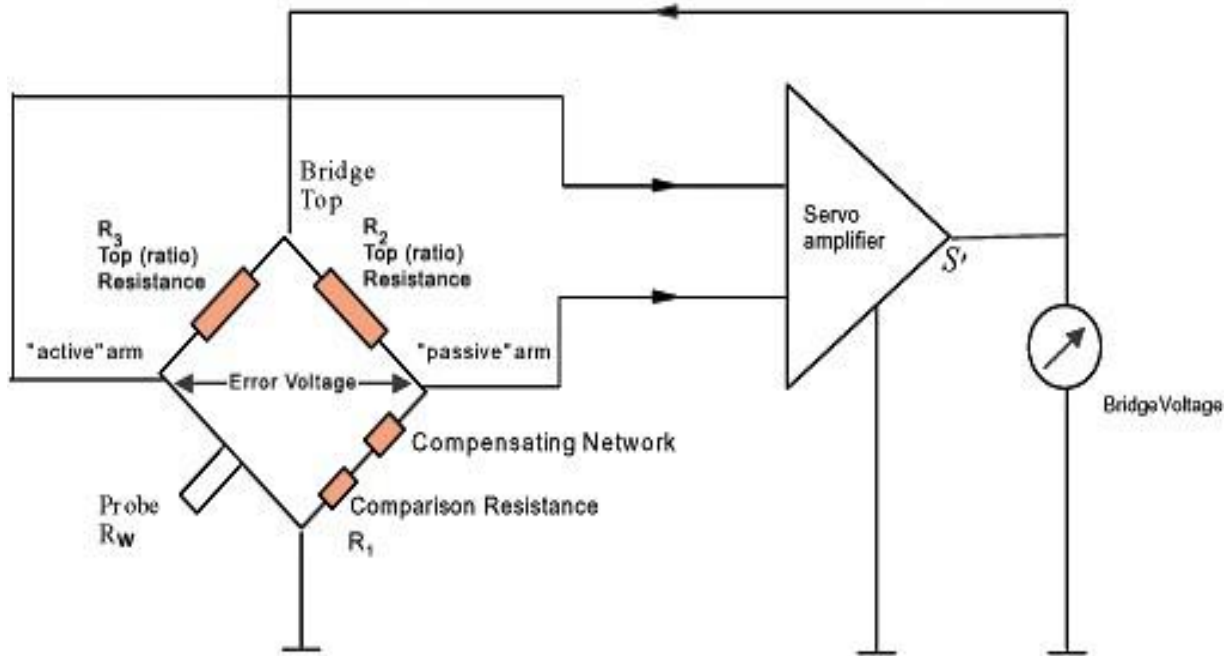 Bridge
Top
R3
Top (ratio)
Resistance
R2
Top (ratio)
Resistance
Servo
amplifier
S'
"active" arm
"passive" arm
Error Voltage
Bridge Voltage
Compensating Network
Probe
RW
Comparison Resistance
R1